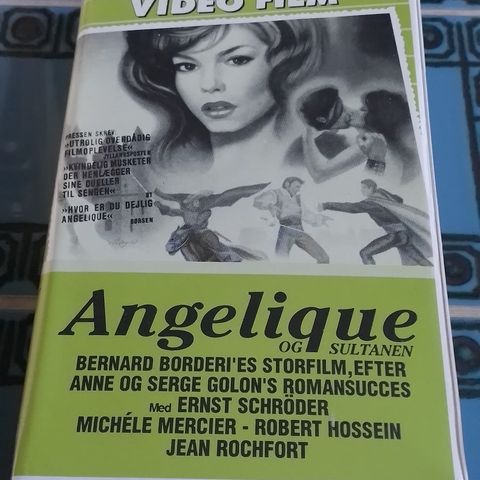 VIDEO FILM
PRESSEN SKREV:
»UTROLIG OVERDÅDIG
FILMOPLEVELSE«
JYLLANDSPOSTEN
»KVINDELIG MUSKETER
DER HENLÆGGER
SINE DUELLER
TIL SENGEN«
BT
»HVOR ER DU DEJLIG
ANGELIQUE«
BØRSEN
Angelique
OG SULTANEN
BERNARD BORDERI'ES STORFILM, EFTER
ANNE OG SERGE GOLON'S ROMANSUCCES
Med ERNST SCHRÖDER
MICHÉLE MERCIER - ROBERT HOSSEIN
JEAN ROCHFORT